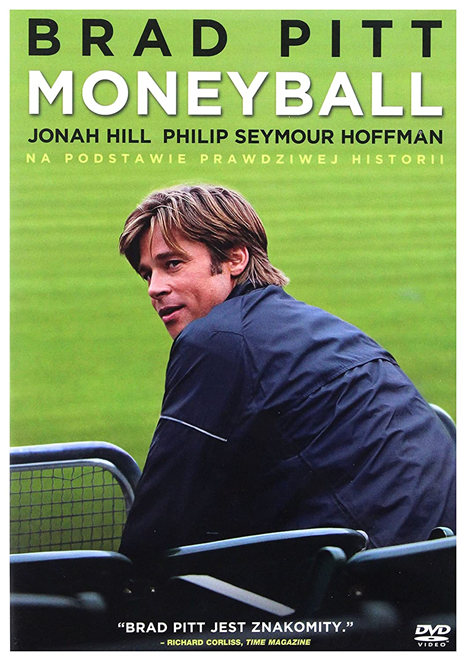 BRAD PITT
MONEYBALL
JONAH HILL PHILIP SEYMOUR HOFFMAN
NA PODSTAWIE PRAWDZIWEJ HISTORII
“BRAD PITT JEST ZNAKOMITY.”
– RICHARD CORLISS, TIME MAGAZINE
DVD
VIDEO